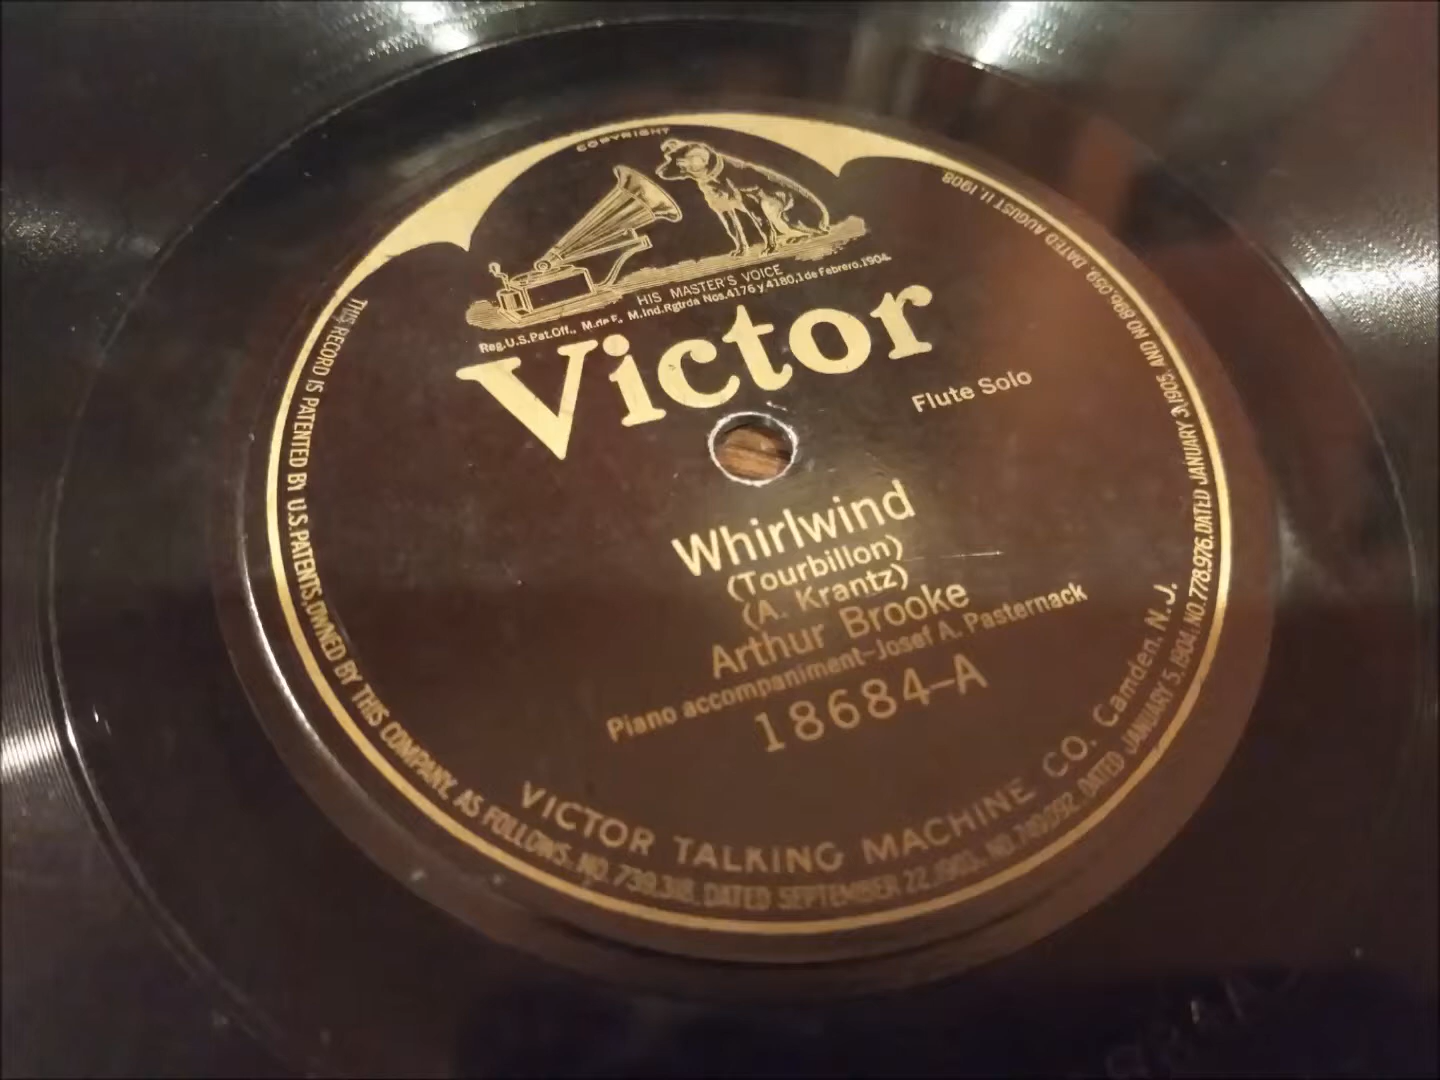 COPYRIGHT
HIS MASTER'S VOICE
Reg.U.S.Pat.Off., M.de F., M.Ind.Rgtrda Nos.4176 y 4180,1 de Febrero,1904.
Victor
Flute Solo
Whirlwind
(Tourbillon)
(A. Krantz)
Arthur Brooke
Piano accompaniment-Josef A. Pasternack
18684-A
VICTOR TALKING MACHINE CO. Camden. N.J.
THIS RECORD IS PATENTED BY U.S.PATENTS,OWNED BY THIS COMPANY, AS FOLLOWS. NO. 739,318, DATED SEPTEMBER 22,1903, NO.749,092, DATED JANUARY 5,1904, NO.778,976, DATED JANUARY 3,1905, AND NO 896,059, DATED AUGUST 11, 1908